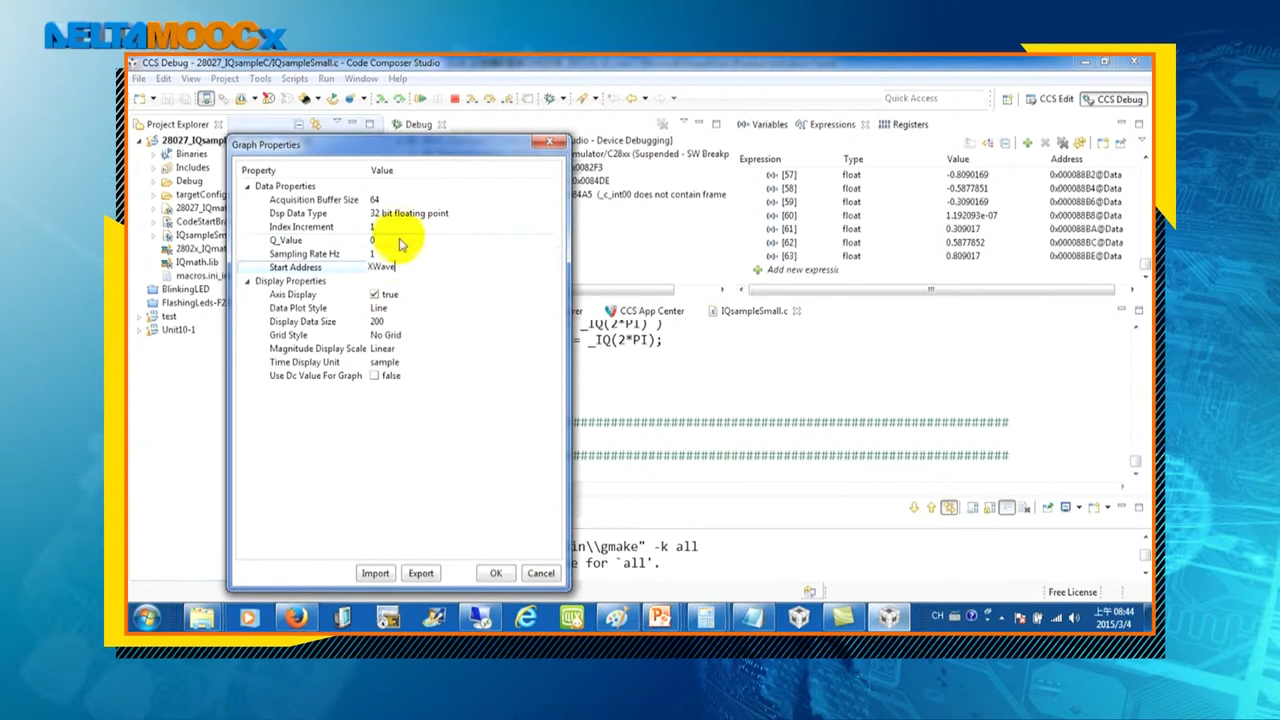 DELTAMOOCx
CCS Debug - 28027_IQsampleC/IQsampleSmall.c - Code Composer Studio
File Edit View Project Tools Scripts Run Window Help
Quick Access
CCS Edit
CCS Debug
Project Explorer
Debug
Variables
Expressions
Registers
28027_IQsamp
Binaries
Includes
Debug
targetConfig
28027_IQma
CodeStartBra
IQsampleSm
2802x_IQmat
IQmath.lib
macros.ini_in
BlinkingLED
FlashingLeds-F2
test
Unit10-1
Graph Properties
Property Value
Data Properties
Acquisition Buffer Size 64
Dsp Data Type 32 bit floating point
Index Increment 1
Q_Value 0
Sampling Rate Hz 1
Start Address XWave
Display Properties
Axis Display true
Data Plot Style Line
Display Data Size 200
Grid Style No Grid
Magnitude Display Scale Linear
Time Display Unit sample
Use Dc Value For Graph false
Import
Export
OK
Cancel
udio - Device Debugging]
mulator/C28xx (Suspended - SW Breakp
0x0082F3
0x0084DE
84A5 (_c_int00 does not contain frame
Expression Type Value Address
[57] float -0.8090169 0x000088B2@Data
[58] float -0.5877851 0x000088B4@Data
[59] float -0.3090169 0x000088B6@Data
[60] float 1.192093e-07 0x000088B8@Data
[61] float 0.309017 0x000088BA@Data
[62] float 0.5877852 0x000088BC@Data
[63] float 0.809017 0x000088BE@Data
Add new expressic
rer
CCS App Center
IQsampleSmall.c
_IQ(2*PI) )
= _IQ(2*PI);
#####################################################
#####################################################
in\\gmake" -k all
e for `all'.
Free License
CH
上午 08:44
2015/3/4